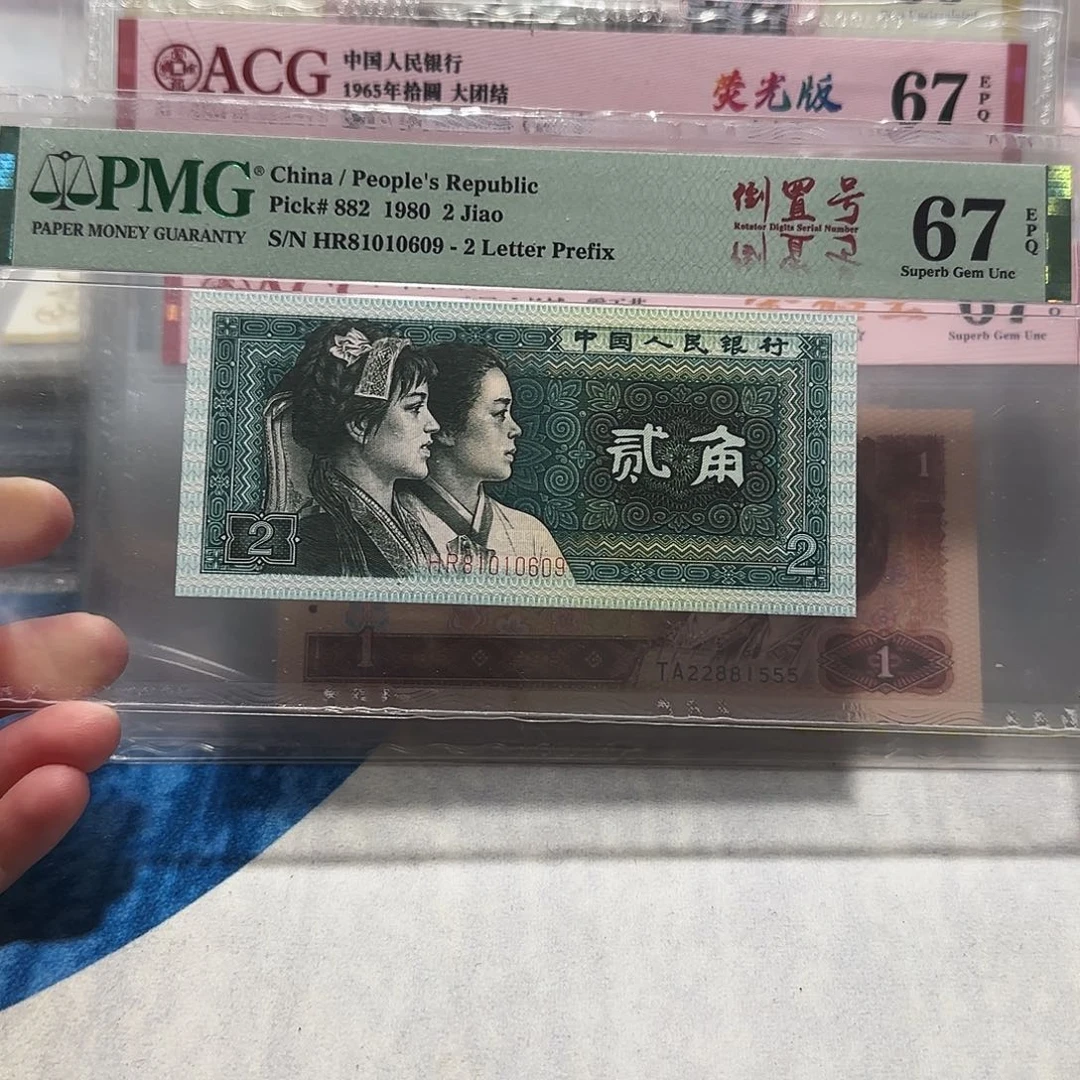 ACG
中国人民银行
1965年拾圆 大团结
荧光版
67
EPQ
PMG®
PAPER MONEY GUARANTY
China / People's Republic
Pick# 882 1980 2 Jiao
S/N HR81010609 - 2 Letter Prefix
倒置号
Rotator Digits Serial Number
67
EPQ
Superb Gem Unc
67
Superb Gem Unc
中国人民银行
贰角
2
HR81010609
2
1
1
TA22881555
1